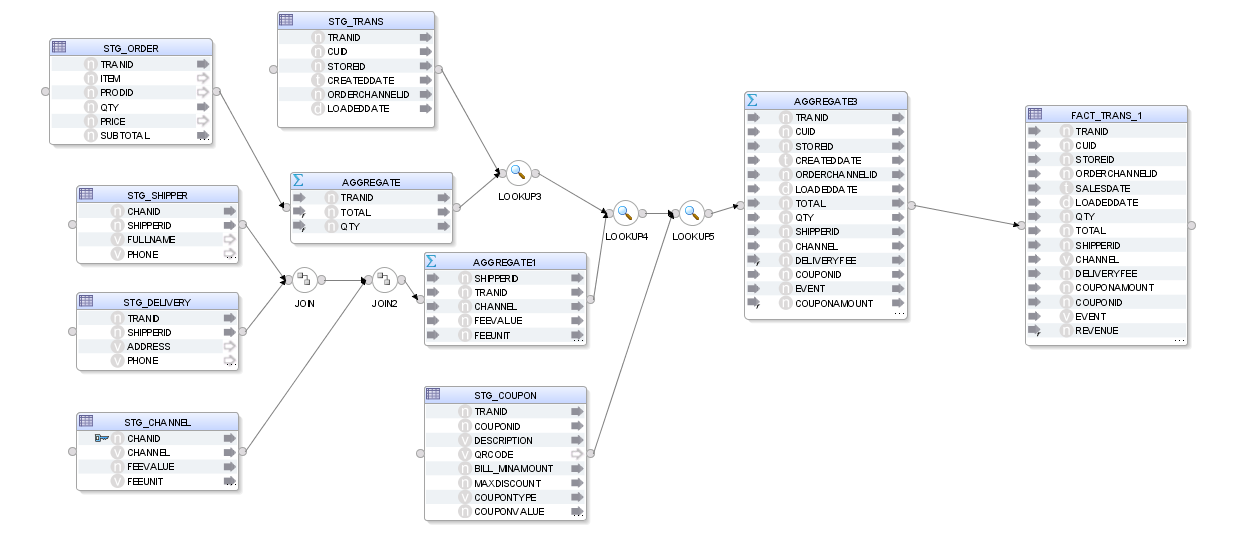 STG_ORDER
TRANID
ITEM
PRODID
QTY
PRICE
SUBTOTAL
...
STG_TRANS
TRANID
CUID
STOREID
CREATEDDATE
ORDERCHANNELID
LOADEDDATE
STG_SHIPPER
CHANID
SHIPPERID
FULLNAME
PHONE
...
AGGREGATE
TRANID
TOTAL
QTY
LOOKUP3
LOOKUP4
LOOKUP5
STG_DELIVERY
TRANID
SHIPPERID
ADDRESS
PHONE
...
JOIN
JOIN2
AGGREGATE1
SHIPPERID
TRANID
CHANNEL
FEEVALUE
FEEUNIT
...
STG_CHANNEL
CHANID
CHANNEL
FEEVALUE
FEEUNIT
...
STG_COUPON
TRANID
COUPONID
DESCRIPTION
QRCODE
BILL_MINAMOUNT
MAXDISCOUNT
COUPONTYPE
COUPONVALUE
...
AGGREGATE3
TRANID
CUID
STOREID
CREATEDDATE
ORDERCHANNELID
LOADEDDATE
TOTAL
QTY
SHIPPERID
CHANNEL
DELIVERYFEE
COUPONID
EVENT
COUPONAMOUNT
...
FACT_TRANS_1
TRANID
CUID
STOREID
ORDERCHANNELID
SALESDATE
LOADEDDATE
QTY
TOTAL
SHIPPERID
CHANNEL
DELIVERYFEE
COUPONAMOUNT
COUPONID
EVENT
REVENUE
...